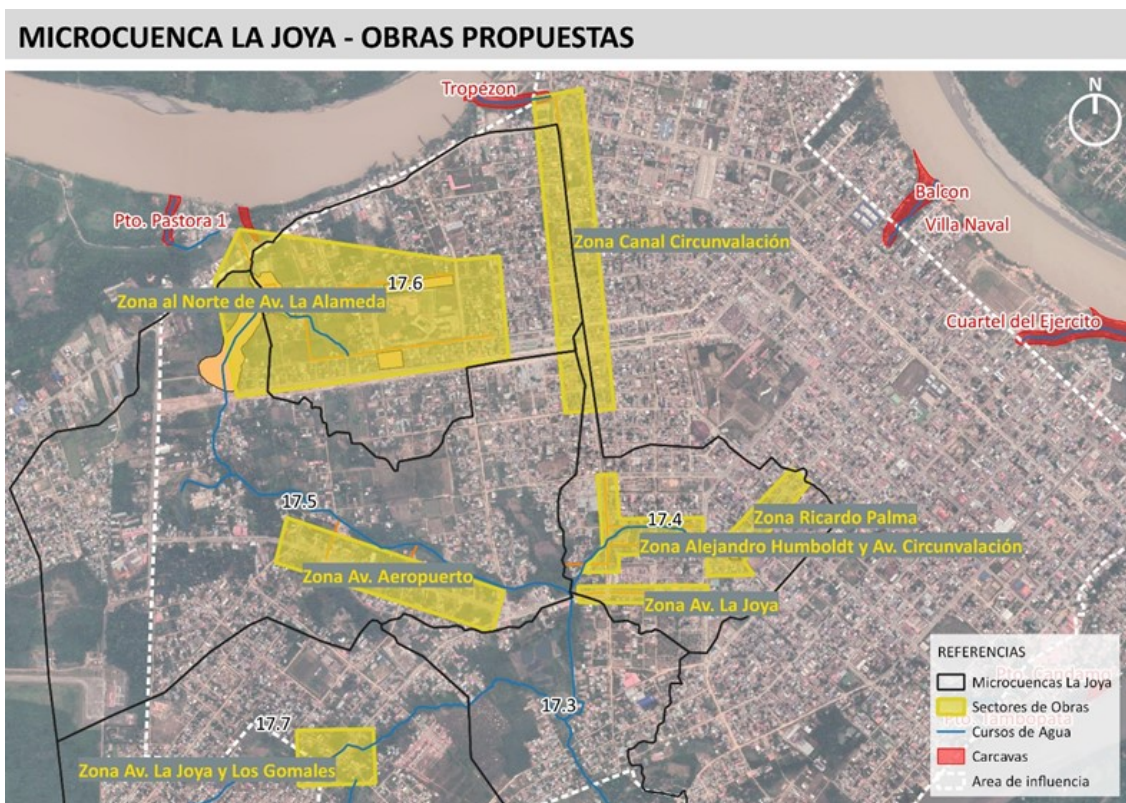 MICROCUENCA LA JOYA - OBRAS PROPUESTAS
N
Tropezon
Balcon
Pto. Pastora 1
Villa Naval
Zona Canal Circunvalación
17.6
Zona al Norte de Av. La Alameda
Cuartel del Ejercito
17.5
17.4
Zona Ricardo Palma
Zona Alejandro Humboldt y Av. Circunvalación
Zona Av. Aeropuerto
Zona Av. La Joya
17.3
17.7
Zona Av. La Joya y Los Gomales
REFERENCIAS
Microcuencas La Joya
Sectores de Obras
Cursos de Agua
Carcavas
Area de influencia